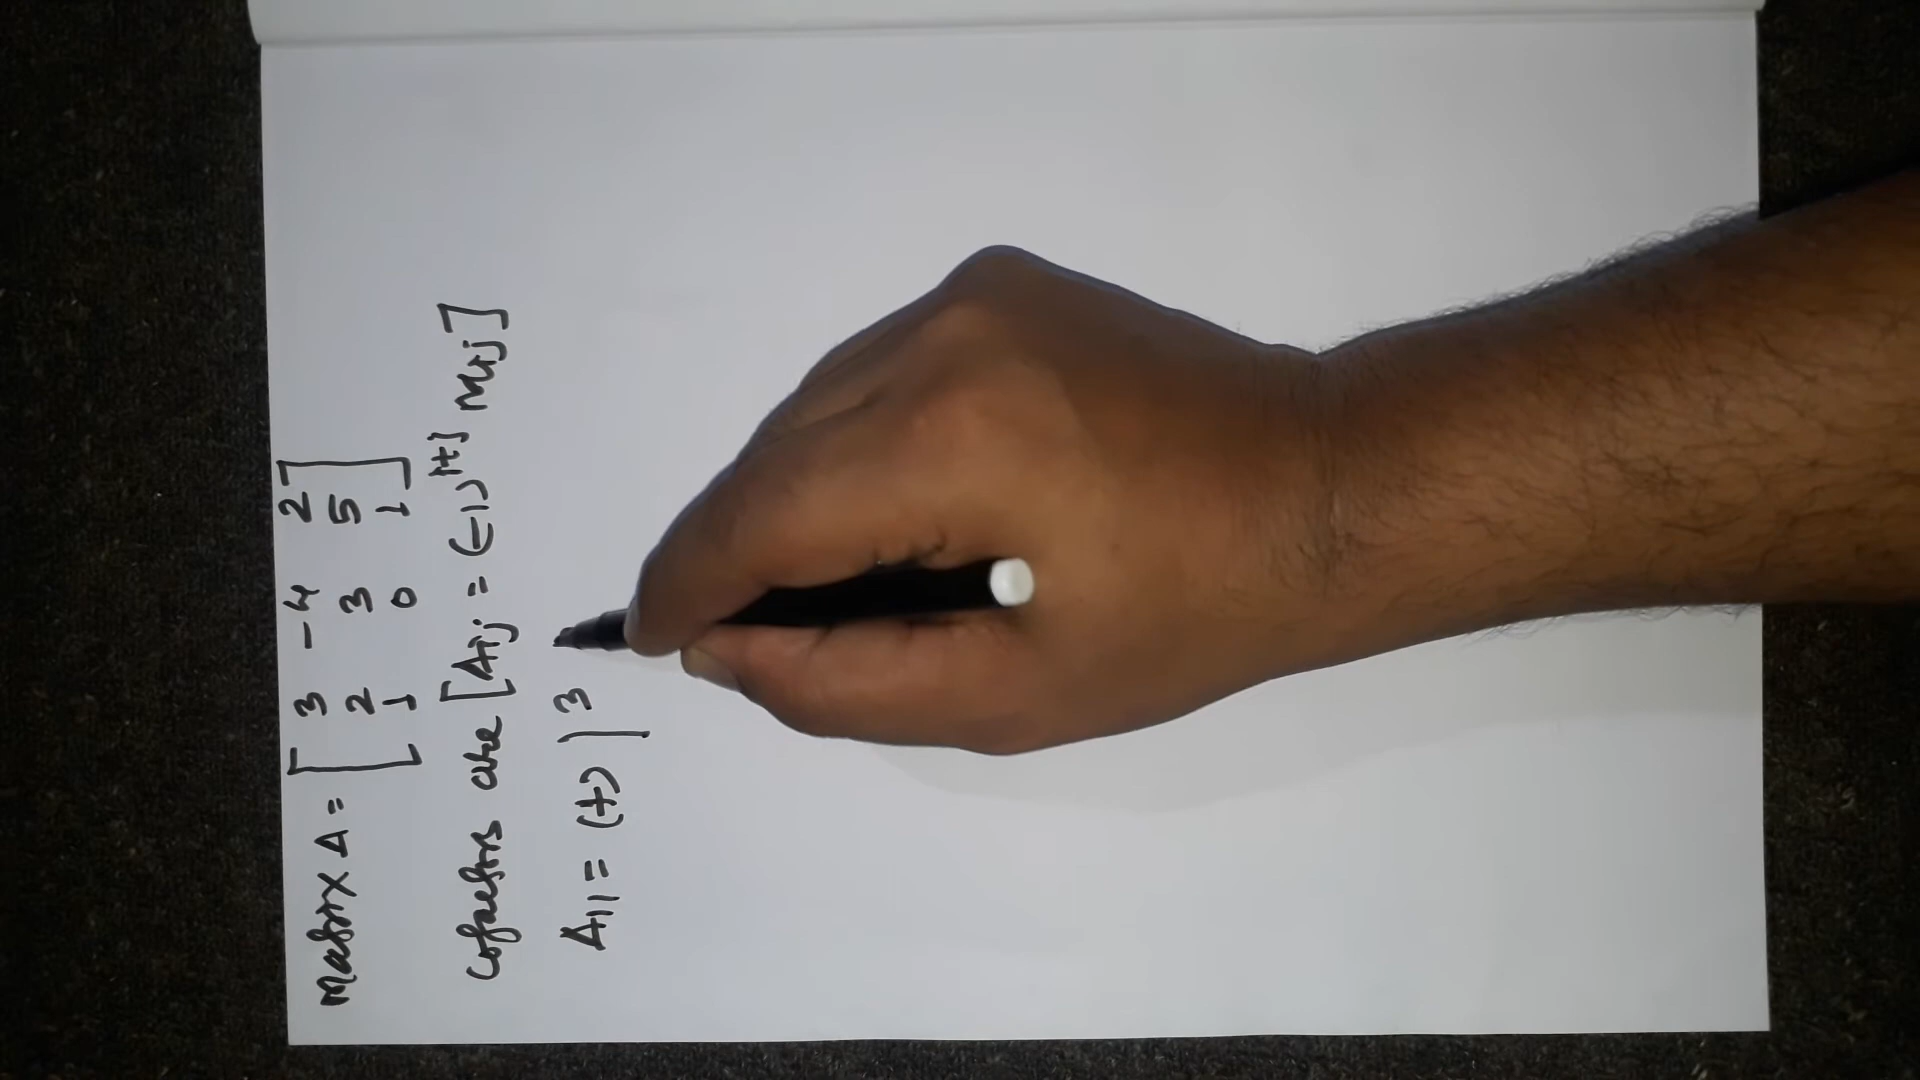 Matrix A = [ 3 -4 2
2 3 5
1 0 1 ]
Cofactors are [Aij = (-1)^i+j Mij]
A11 = (+) | 3